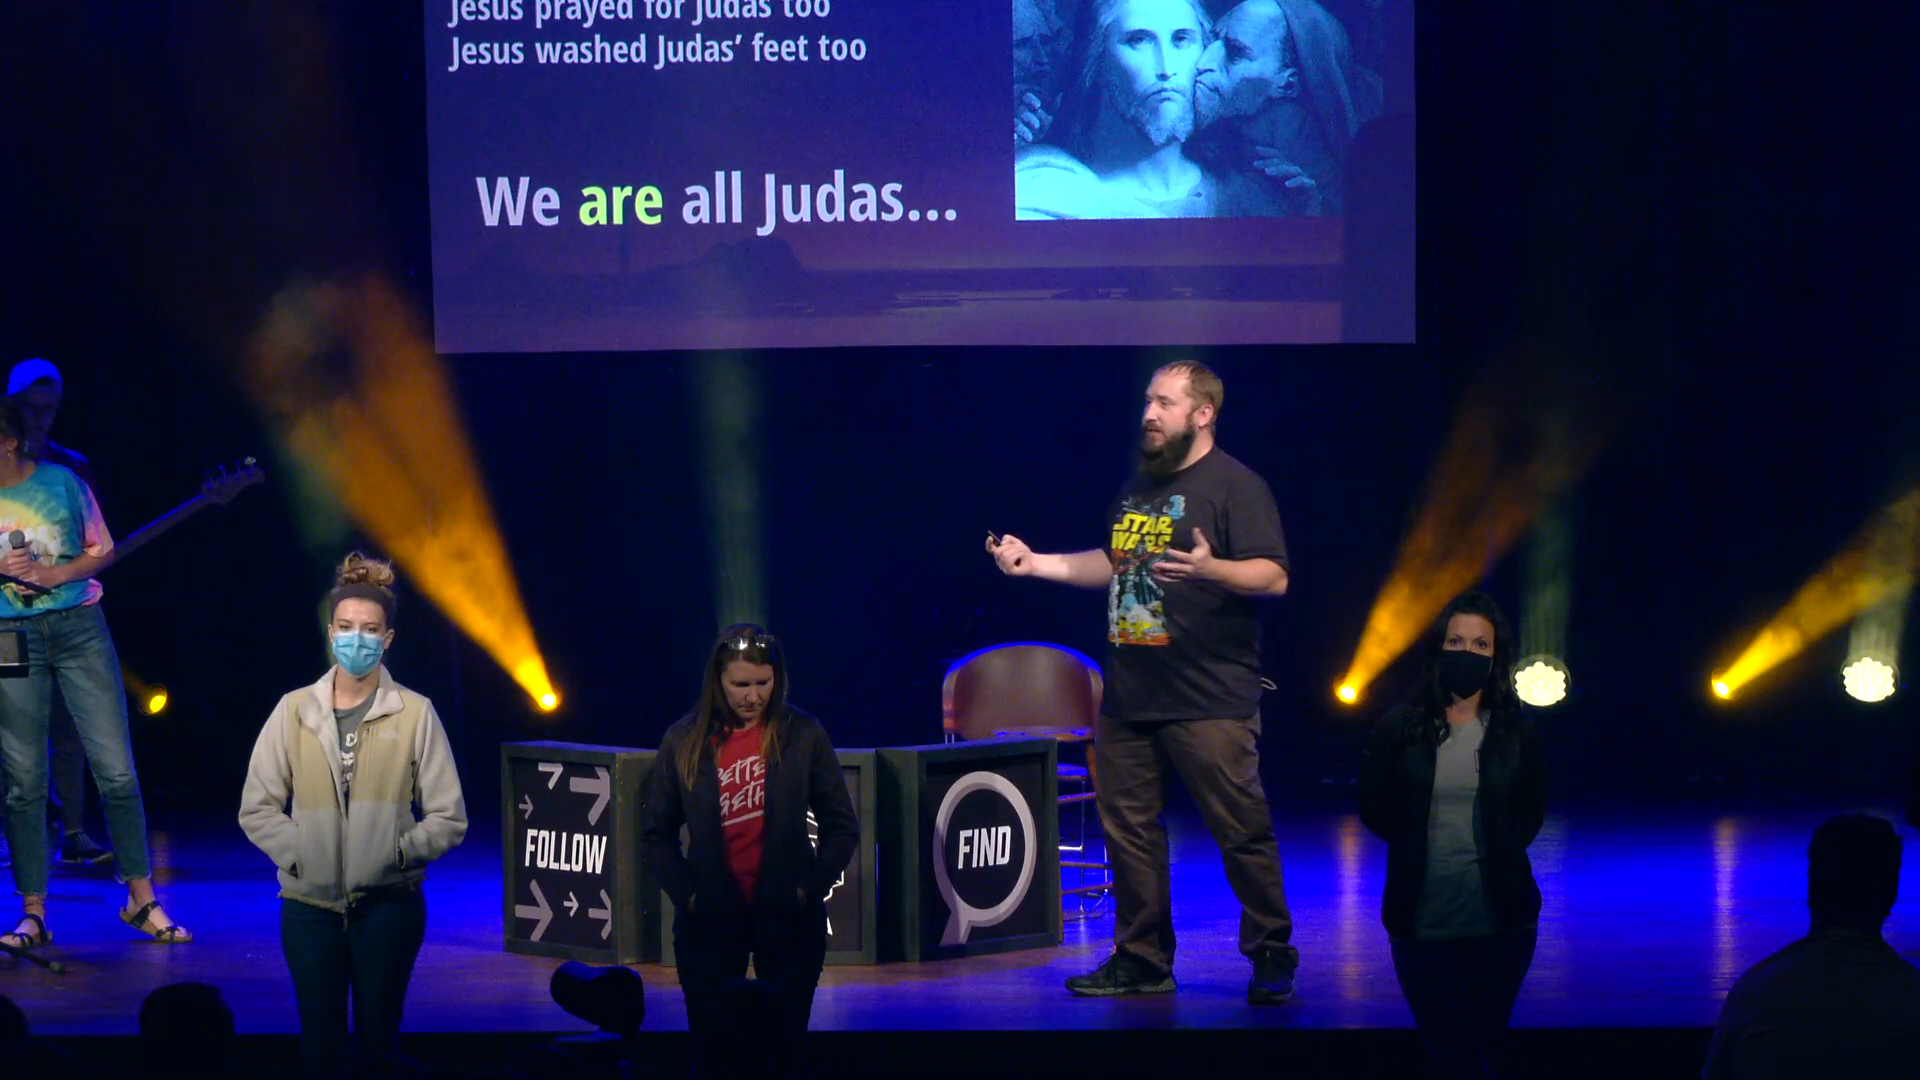 Jesus prayed for Judas too
Jesus washed Judas’ feet too
We are all Judas...
STAR
WARS
FOLLOW
FIND